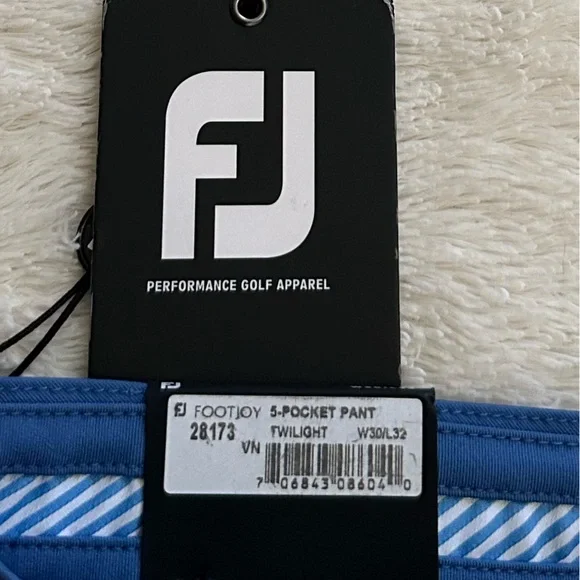 FJ
PERFORMANCE GOLF APPAREL
FJ FOOTJOY 5-POCKET PANT
28173 TWILIGHT W30/L32
VN
7 06843 08604 0